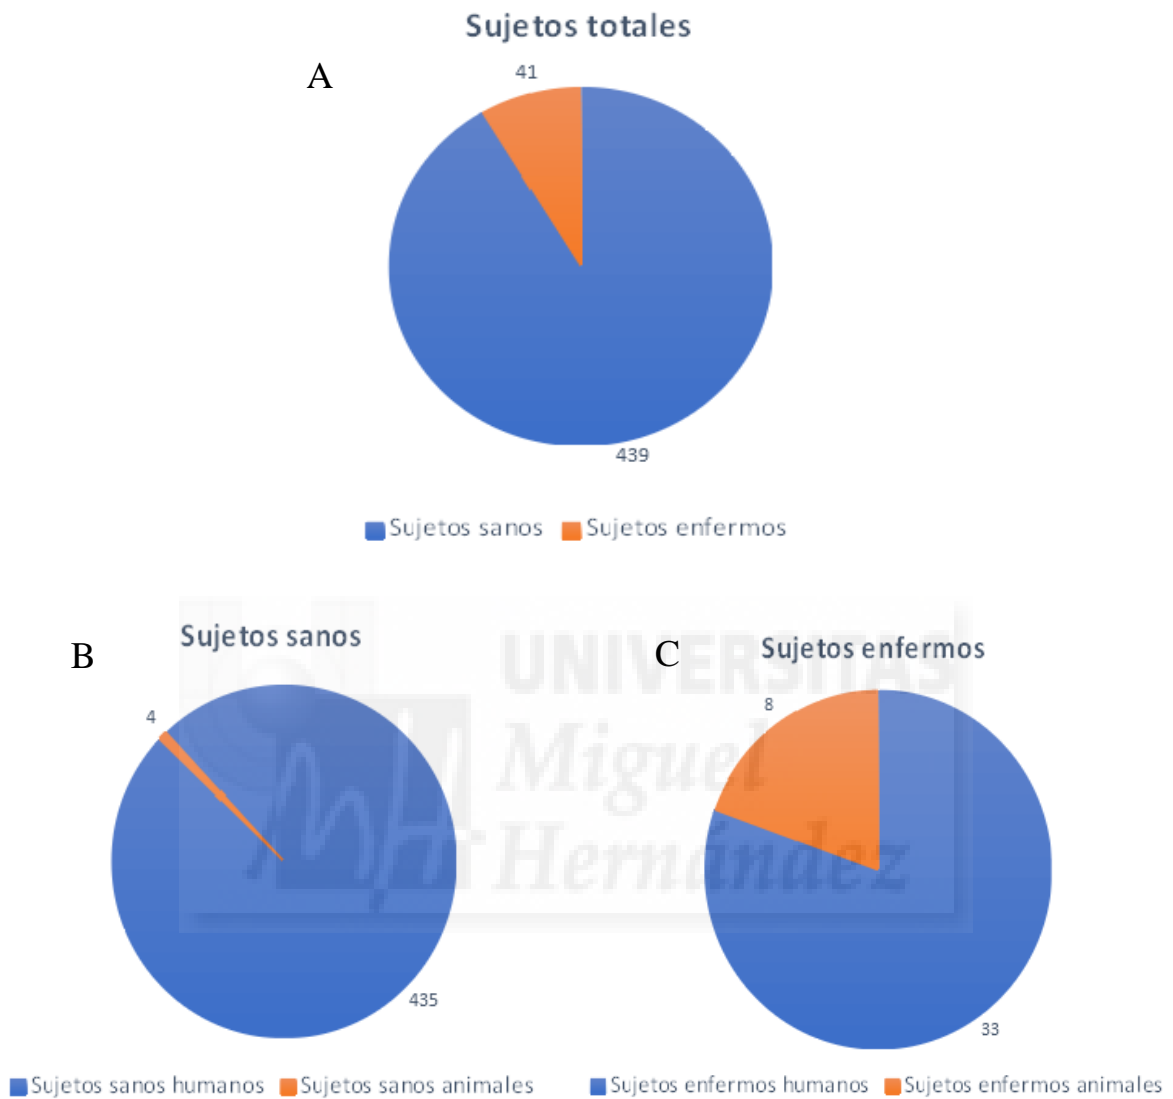 Sujetos totales
A
41
439
Sujetos sanos Sujetos enfermos
UNIVERSITAS
Miguel
Hernández
B
Sujetos sanos
4
435
Sujetos sanos humanos Sujetos sanos animales
C
Sujetos enfermos
8
33
Sujetos enfermos humanos Sujetos enfermos animales